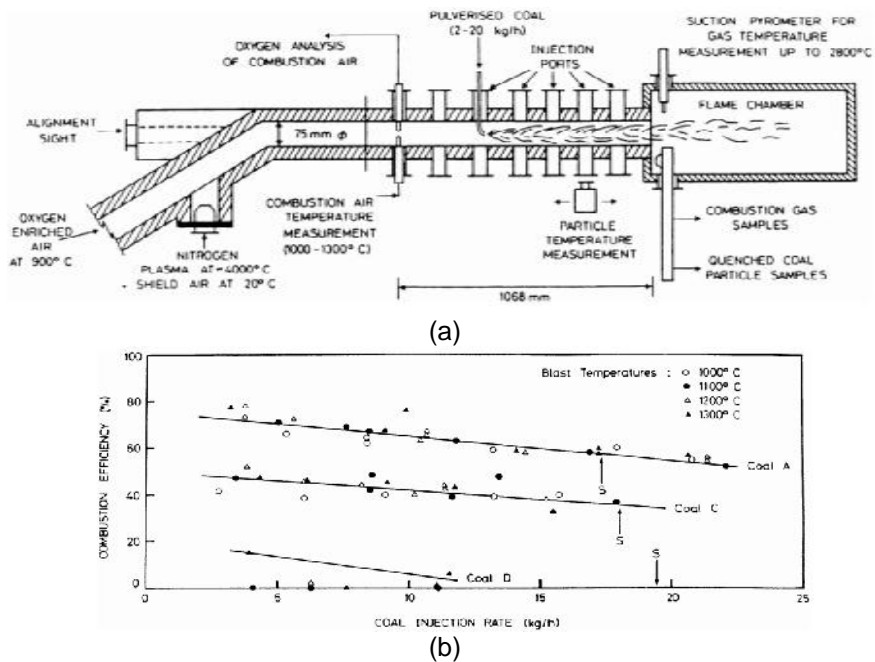 PULVERISED COAL
(2-20 kg/h)
OXYGEN ANALYSIS
OF COMBUSTION AIR
INJECTION
PORTS
SUCTION PYROMETER FOR
GAS TEMPERATURE
MEASUREMENT UP TO 2800°C
FLAME CHAMBER
ALIGNMENT
SIGHT
75 mm ϕ
OXYGEN
ENRICHED
AIR
AT 900°C
NITROGEN
PLASMA AT ~4000°C
SHIELD AIR AT 20°C
COMBUSTION AIR
TEMPERATURE
MEASUREMENT
(1000-1300°C)
PARTICLE
TEMPERATURE
MEASUREMENT
COMBUSTION GAS
SAMPLES
QUENCHED COAL
PARTICLE SAMPLES
1068 mm
(a)
COMBUSTION EFFICIENCY (%)
100
80
60
40
20
0
Blast Temperatures : ○ 1000° C
● 1100° C
△ 1200° C
▲ 1300° C
Coal A
S
Coal C
S
S
Coal D
0 5 10 15 20 25
COAL INJECTION RATE (kg/h)
(b)